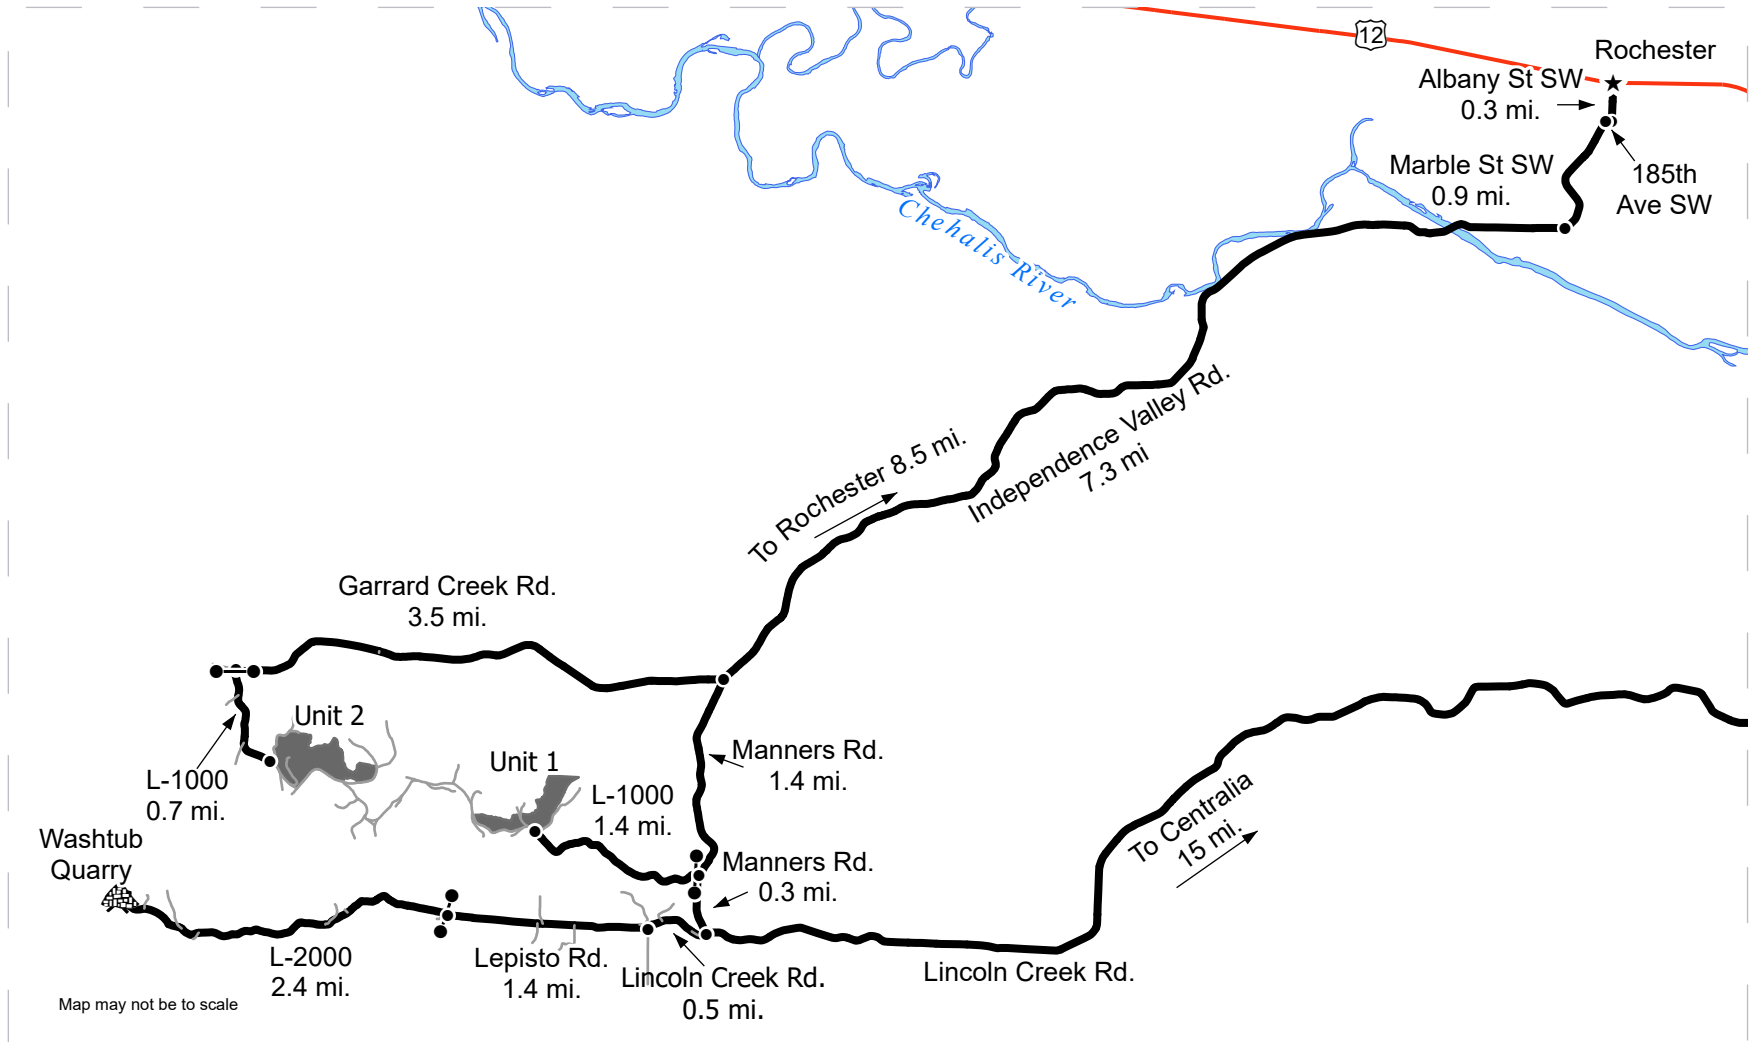 12
Rochester
Albany St SW
0.3 mi.
Marble St SW
0.9 mi.
185th
Ave SW
Chehalis River
To Rochester 8.5 mi.
Independence Valley Rd.
7.3 mi
Garrard Creek Rd.
3.5 mi.
Unit 2
L-1000
0.7 mi.
Unit 1
L-1000
1.4 mi.
Manners Rd.
1.4 mi.
Washtub
Quarry
Manners Rd.
0.3 mi.
To Centralia
15 mi.
L-2000
2.4 mi.
Lepisto Rd.
1.4 mi.
Lincoln Creek Rd.
0.5 mi.
Lincoln Creek Rd.
Map may not be to scale